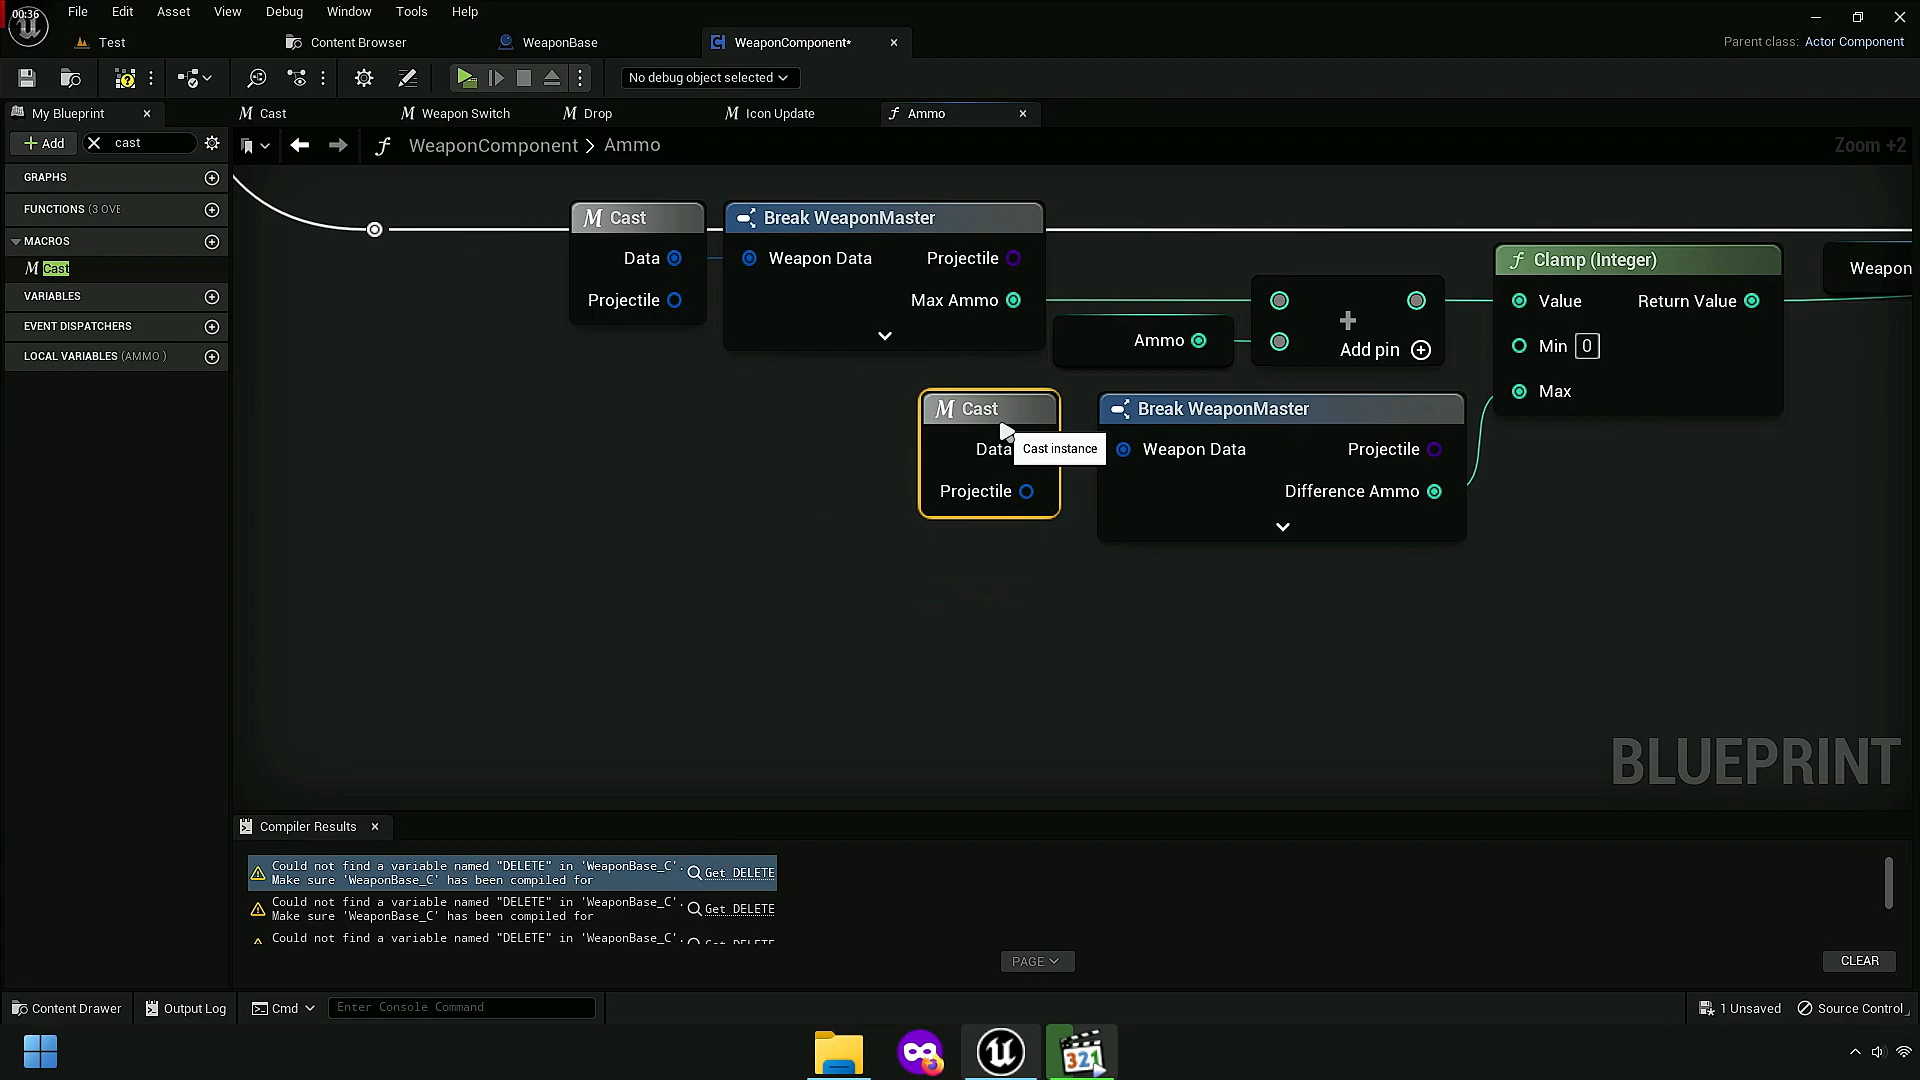 00:36
File Edit Asset View Debug Window Tools Help
Test Content Browser WeaponBase WeaponComponent*
Parent class: Actor Component
No debug object selected
My Blueprint
Cast Weapon Switch Drop Icon Update Ammo
Add cast
WeaponComponent > Ammo
Zoom +2
GRAPHS
FUNCTIONS (3 OVE
MACROS
Cast
VARIABLES
EVENT DISPATCHERS
LOCAL VARIABLES (AMMO )
Cast
Data
Projectile
Break WeaponMaster
Weapon Data Projectile
Max Ammo
Ammo
Add pin
Clamp (Integer)
Value Return Value
Min 0
Max
Weapon
Cast
Data
Projectile
Cast instance
Break WeaponMaster
Weapon Data Projectile
Difference Ammo
BLUEPRINT
Compiler Results
Could not find a variable named "DELETE" in 'WeaponBase_C'.
Make sure 'WeaponBase_C' has been compiled for
Get DELETE
Could not find a variable named "DELETE" in 'WeaponBase_C'.
Make sure 'WeaponBase_C' has been compiled for
Get DELETE
Could not find a variable named "DELETE" in 'WeaponBase_C'.
Get DELETE
PAGE
CLEAR
Content Drawer Output Log Cmd Enter Console Command
1 Unsaved Source Control
321